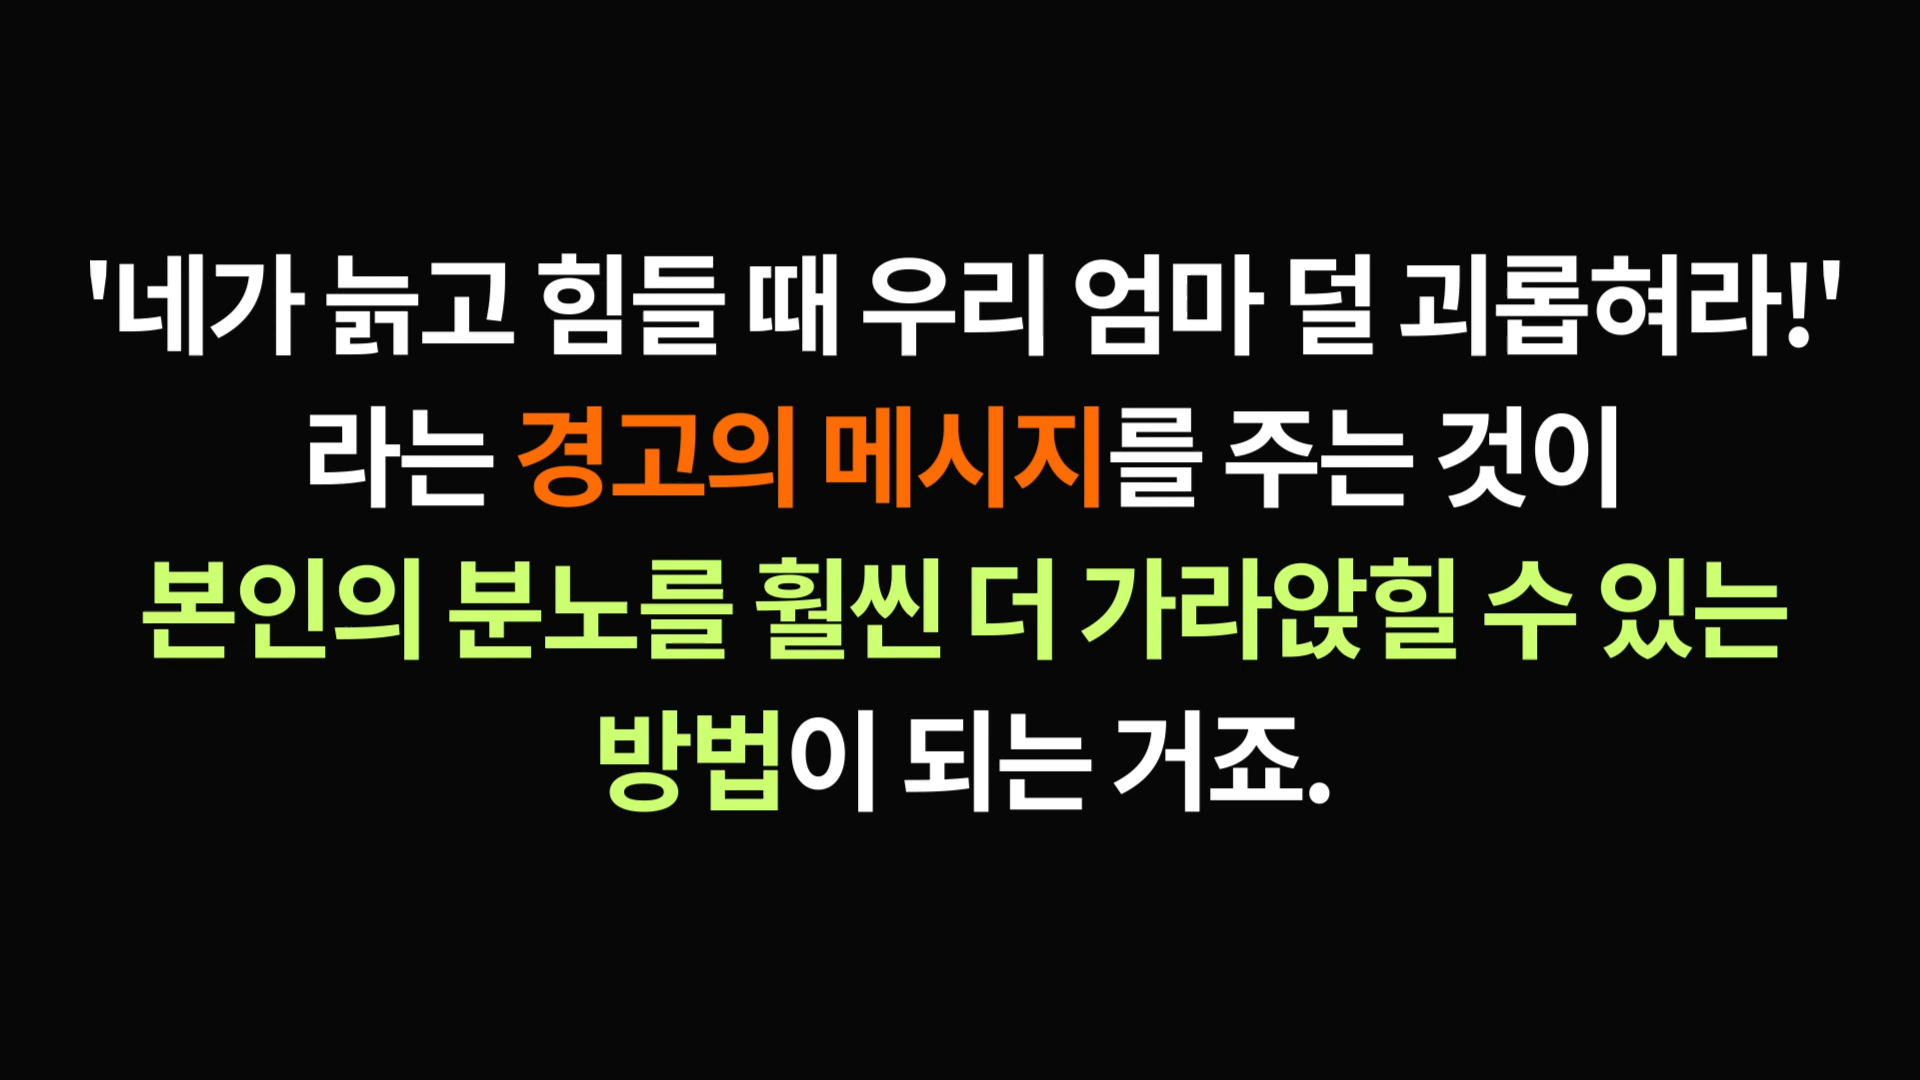 '네가 늙고 힘들 때 우리 엄마 덜 괴롭혀라!'
라는 경고의 메시지를 주는 것이
본인의 분노를 훨씬 더 가라앉힐 수 있는
방법이 되는 거죠.